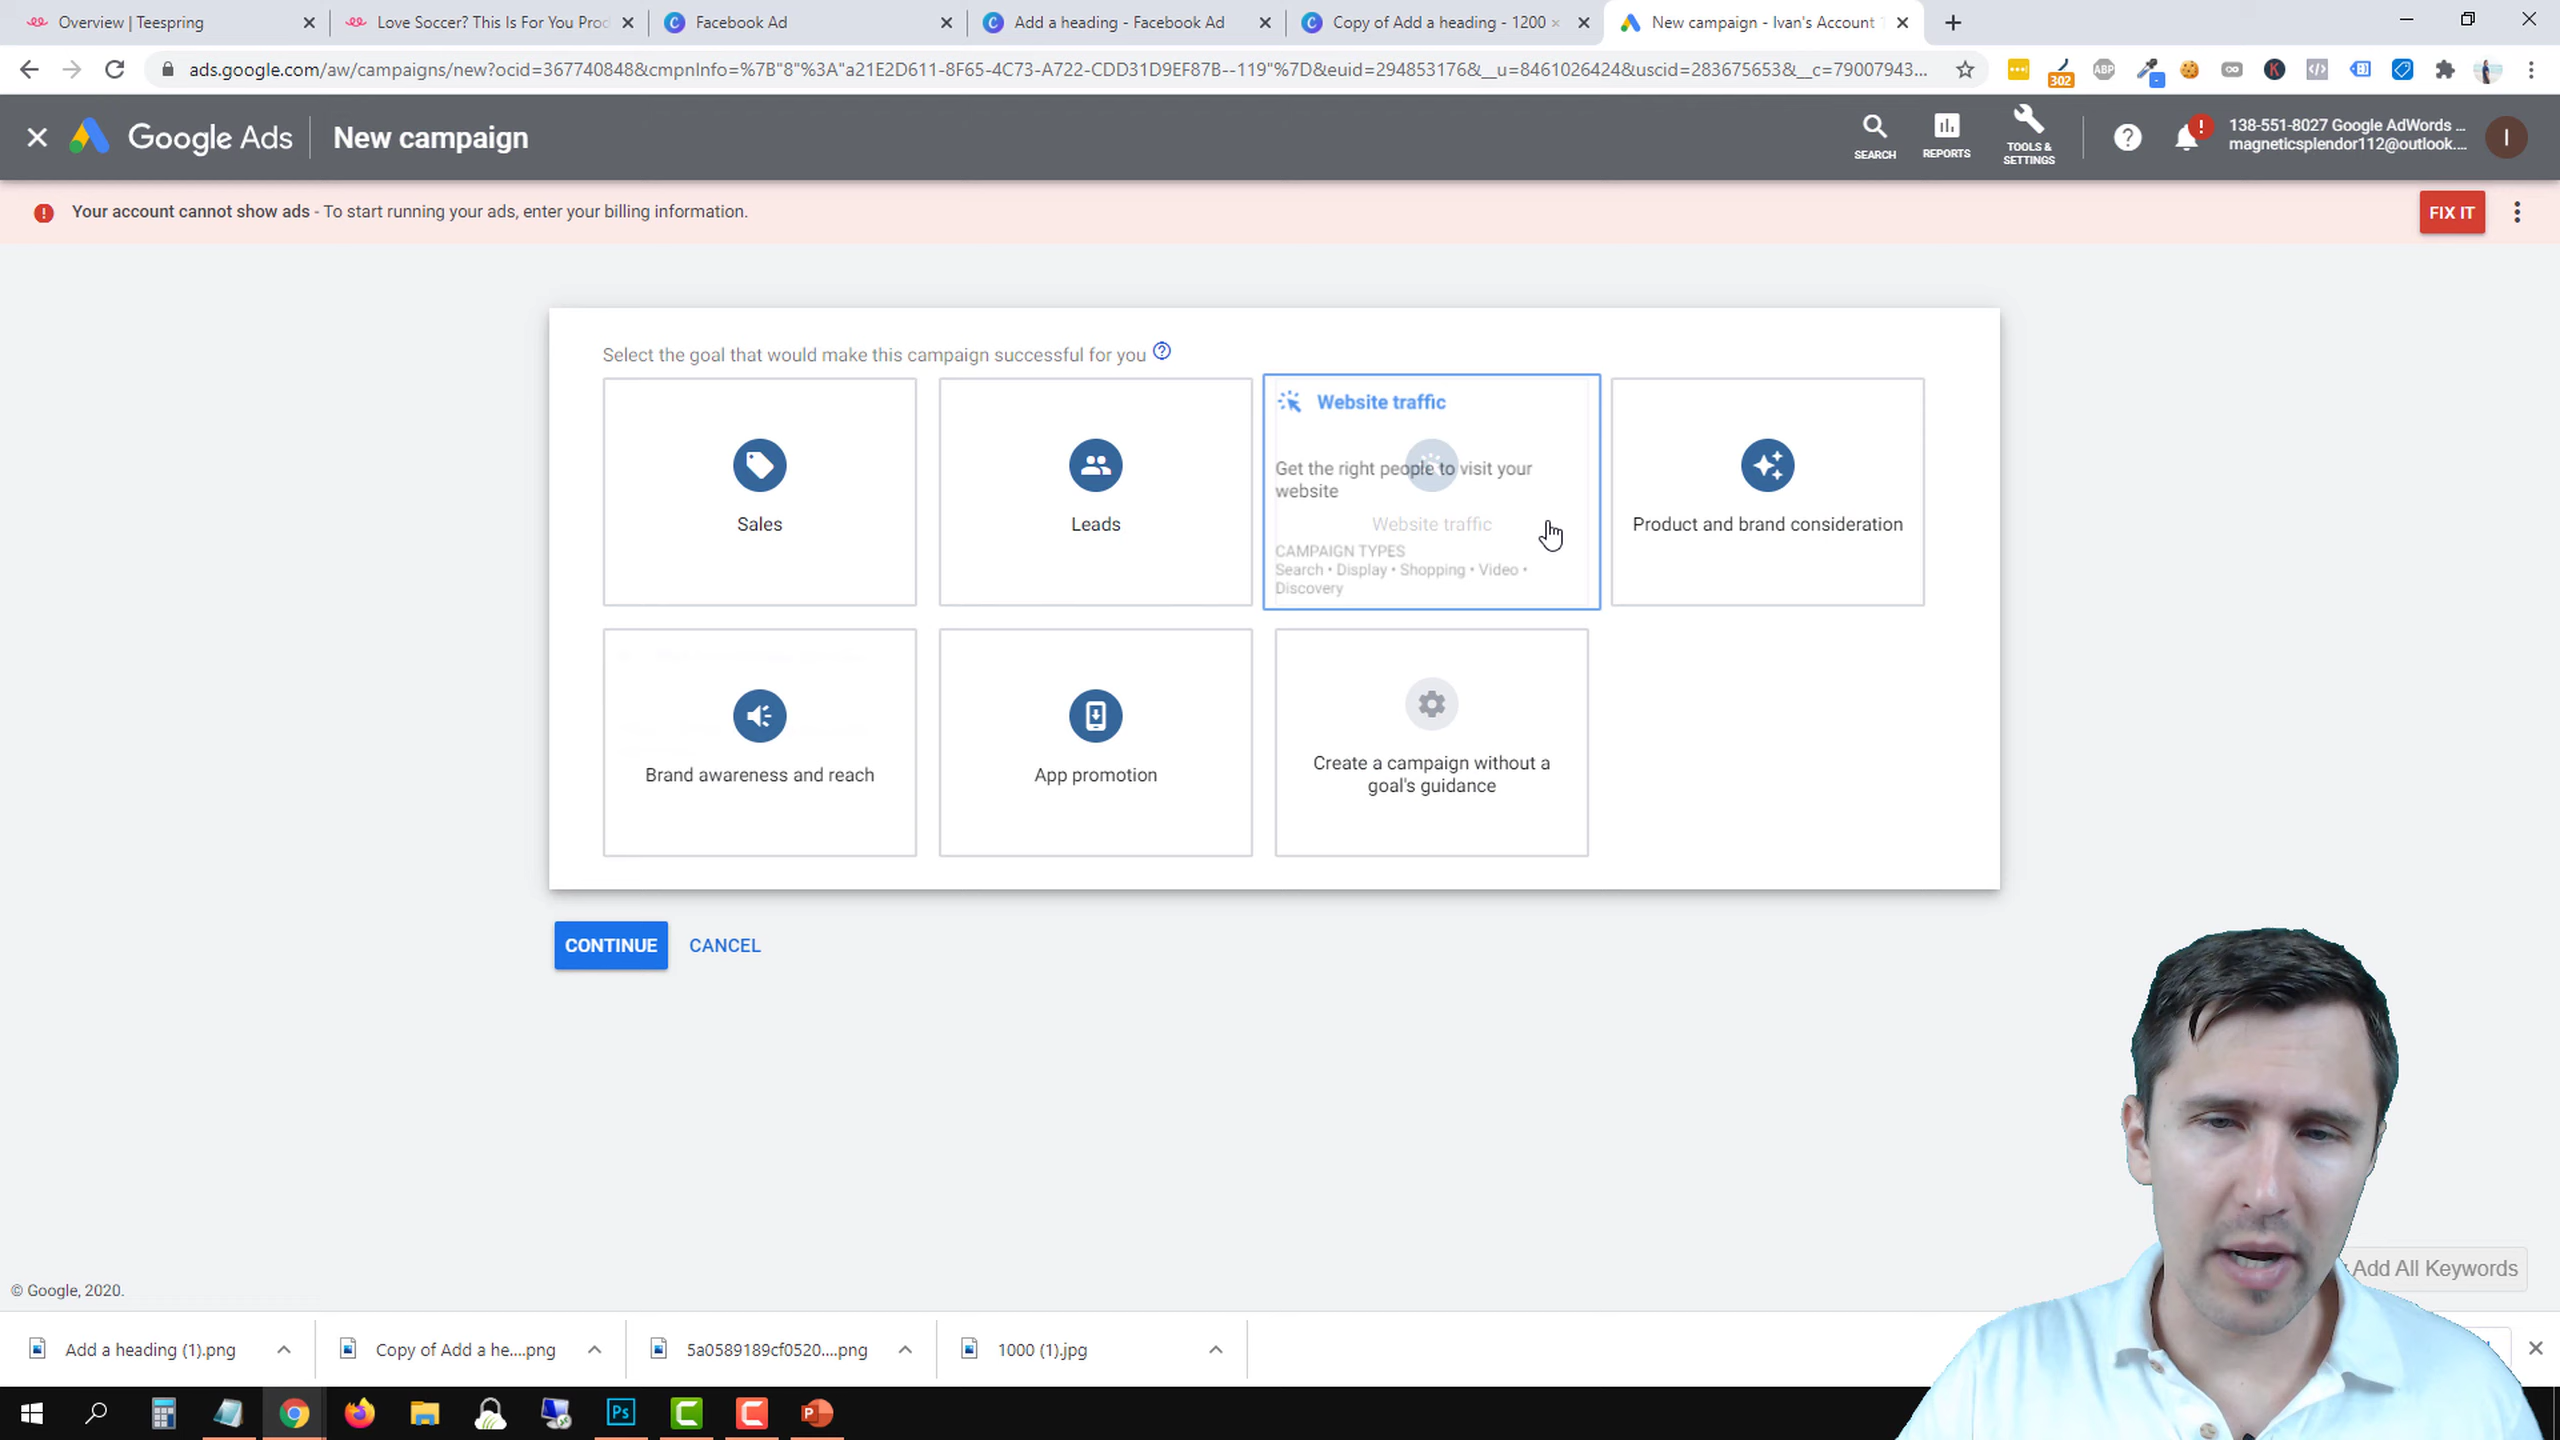 Overview | Teespring
Love Soccer? This Is For You Prod
Facebook Ad
Add a heading - Facebook Ad
Copy of Add a heading - 1200 ×
New campaign - Ivan's Account
ads.google.com/aw/campaigns/new?ocid=367740848&cmpnInfo=%7B"8"%3A"a21E2D611-8F65-4C73-A722-CDD31D9EF87B--119"%7D&euid=294853176&__u=8461026424&uscid=283675653&__c=79007943...
302
ABP
Google Ads
New campaign
SEARCH
REPORTS
TOOLS &
SETTINGS
138-551-8027 Google AdWords ...
magneticsplendor112@outlook....
I
Your account cannot show ads - To start running your ads, enter your billing information.
FIX IT
Select the goal that would make this campaign successful for you
Sales
Leads
Website traffic
Get the right people to visit your
website
Website traffic
CAMPAIGN TYPES
Search • Display • Shopping • Video •
Discovery
Product and brand consideration
Brand awareness and reach
App promotion
Create a campaign without a
goal's guidance
CONTINUE
CANCEL
Add All Keywords
© Google, 2020.
Add a heading (1).png
Copy of Add a he....png
5a0589189cf0520....png
1000 (1).jpg
Ps